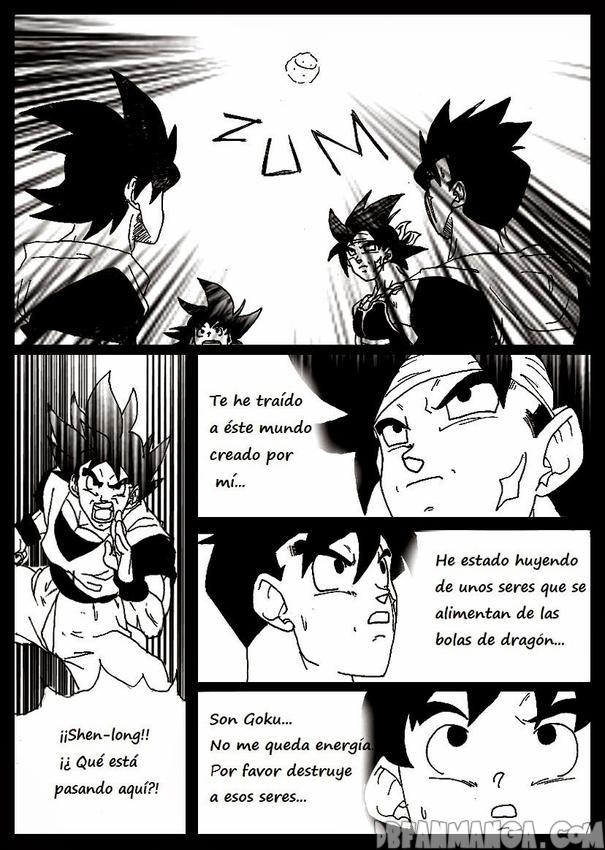 ZUM
Te he traído
a éste mundo
creado por
mí...
He estado huyendo
de unos seres que se
alimentan de las
bolas de dragón...
¡¡Shen-long!!
¡¿ Qué está
pasando aquí?!
Son Goku...
No me queda energía.
Por favor destruye
a esos seres...
DBFANMANGA.COM